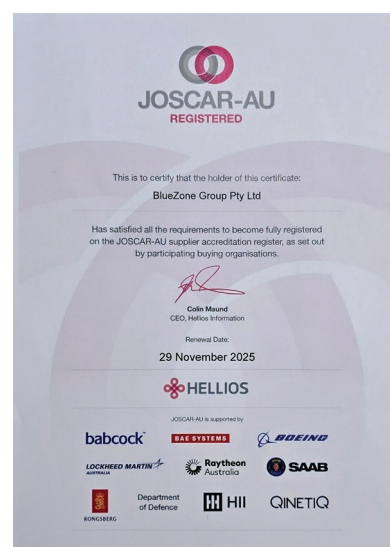 JOSCAR-AU
REGISTERED
This is to certify that the holder of this certificate:
BlueZone Group Pty Ltd
Has satisfied all the requirements to become fully registered
on the JOSCAR-AU supplier accreditation register, as set out
by participating buying organisations.
Colin Maund
CEO, Hellios Information
Renewal Date:
29 November 2025
HELLIOS
JOSCAR-AU is supported by
babcock™ BAE SYSTEMS BOEING
LOCKHEED MARTIN AUSTRALIA Raytheon Australia SAAB
KONGSBERG Department of Defence HII QINETIQ